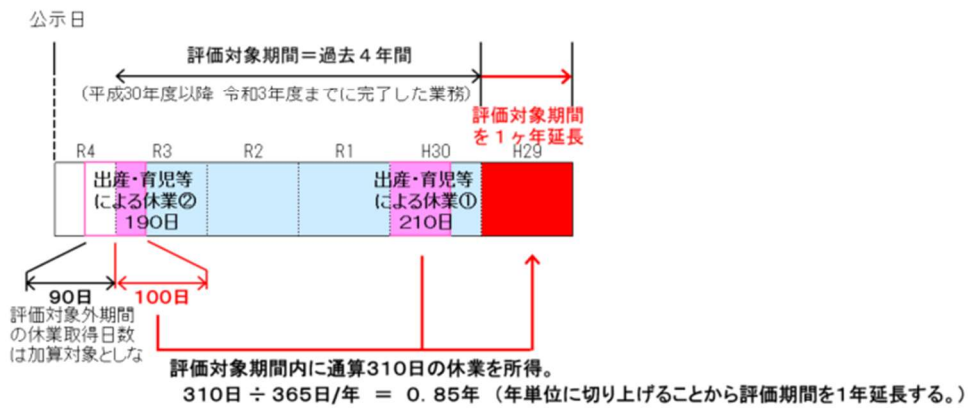 公示日
評価対象期間＝過去４年間
(平成30年度以降 令和3年度までに完了した業務)
評価対象期間
を１ヶ年延長
R4
R3
R2
R1
H30
H29
出産・育児等
による休業②
190日
出産・育児等
による休業①
210日
90日
100日
評価対象外期間
の休業取得日数
は加算対象としな
評価対象期間内に通算310日の休業を所得。
310日÷365日/年 ＝ 0.85年 （年単位に切り上げることから評価期間を1年延長する。）